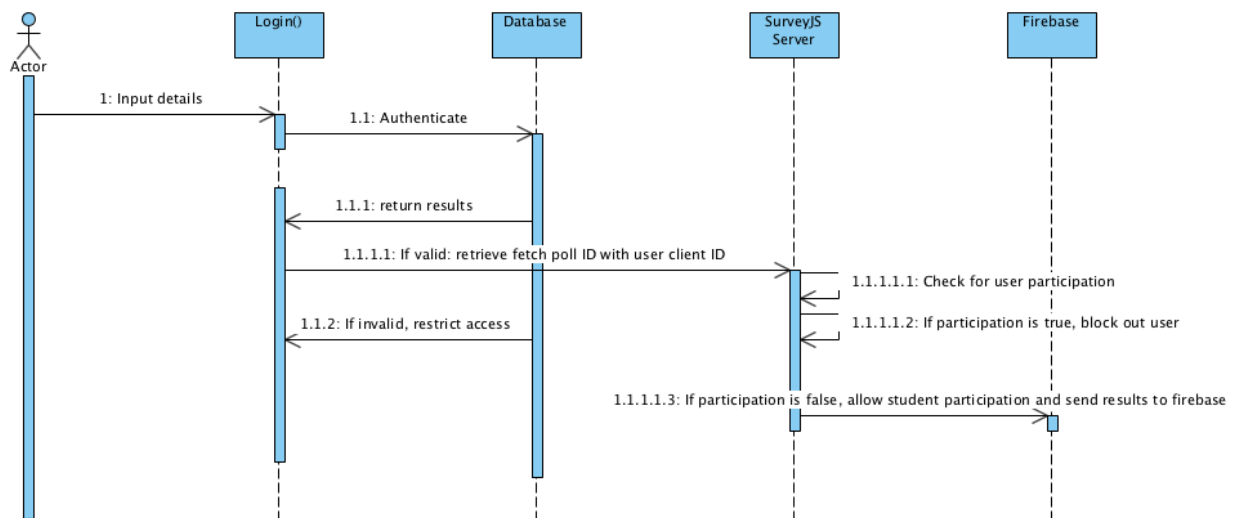 Login()
Database
SurveyJS
Server
Firebase
Actor
1: Input details
1.1: Authenticate
1.1.1: return results
1.1.1.1: If valid: retrieve fetch poll ID with user client ID
1.1.1.1.1: Check for user participation
1.1.2: If invalid, restrict access
1.1.1.1.2: If participation is true, block out user
1.1.1.1.3: If participation is false, allow student participation and send results to firebase